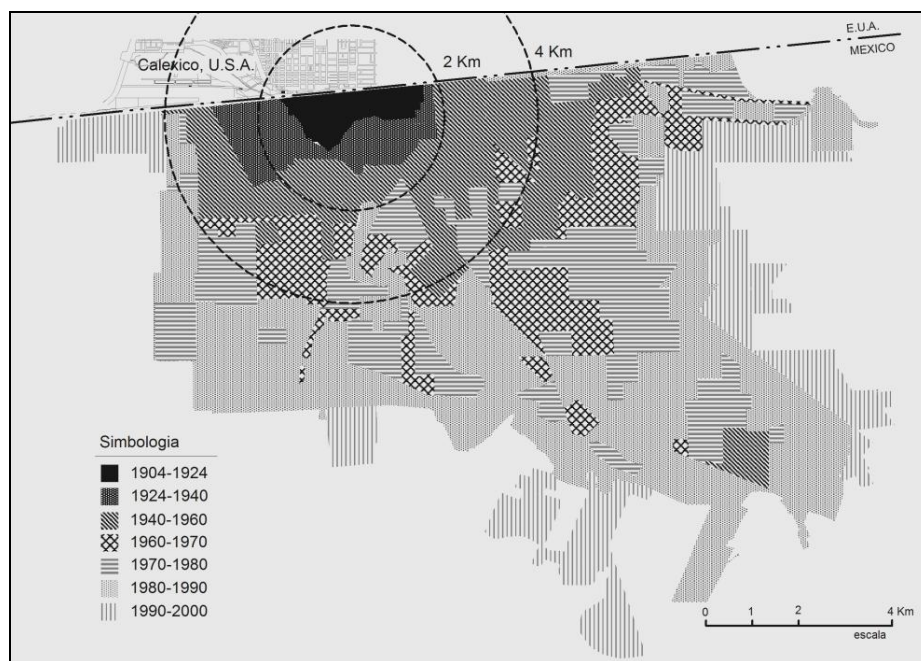 E.U.A.
MEXICO
Calexico, U.S.A.
2 Km
4 Km
Simbologia
1904-1924
1924-1940
1940-1960
1960-1970
1970-1980
1980-1990
1990-2000
0 1 2 4 Km
escala